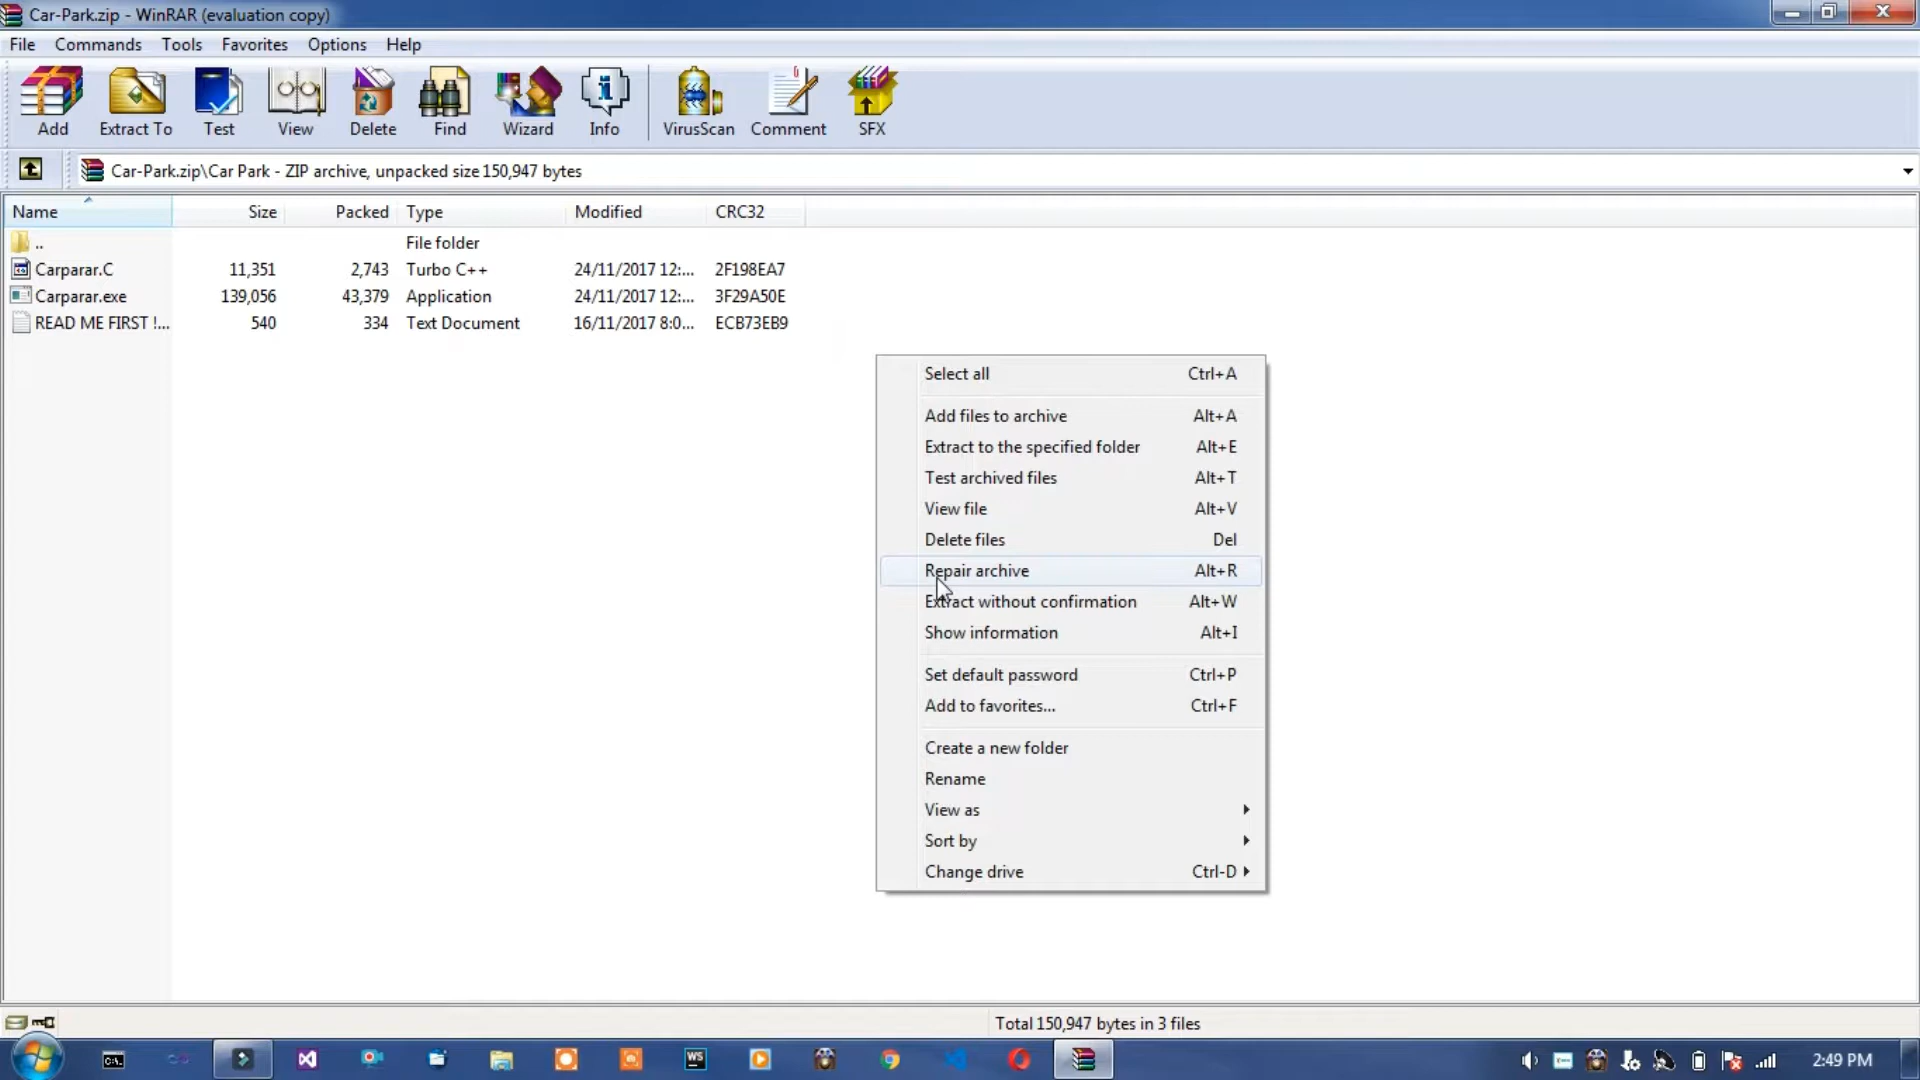 Car-Park.zip - WinRAR (evaluation copy)
File Commands Tools Favorites Options Help
Add Extract To Test View Delete Find Wizard Info VirusScan Comment SFX
Car-Park.zip\Car Park - ZIP archive, unpacked size 150,947 bytes
Name Size Packed Type Modified CRC32
.. File folder
Carparar.C 11,351 2,743 Turbo C++ 24/11/2017 12:... 2F198EA7
Carparar.exe 139,056 43,379 Application 24/11/2017 12:... 3F29A50E
READ ME FIRST !... 540 334 Text Document 16/11/2017 8:0... ECB73EB9
Select all Ctrl+A
Add files to archive Alt+A
Extract to the specified folder Alt+E
Test archived files Alt+T
View file Alt+V
Delete files Del
Repair archive Alt+R
Extract without confirmation Alt+W
Show information Alt+I
Set default password Ctrl+P
Add to favorites... Ctrl+F
Create a new folder
Rename
View as
Sort by
Change drive Ctrl-D
Total 150,947 bytes in 3 files
C:\. WS 2:49 PM